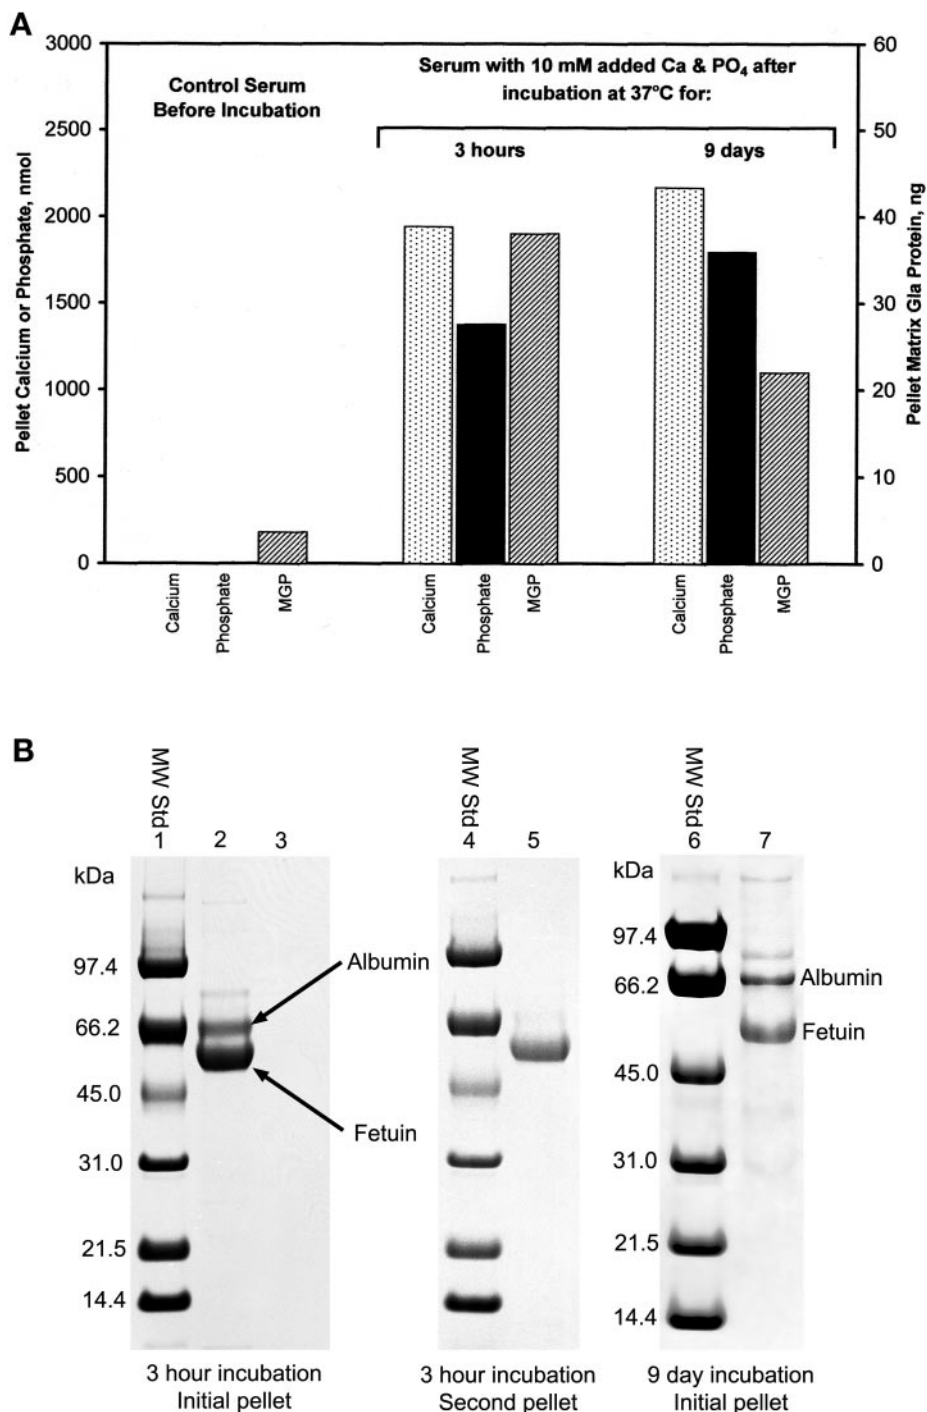 A
3000
2500
2000
1500
1000
500
0
Pellet Calcium or Phosphate, nmol
Control Serum
Before Incubation
Serum with 10 mM added Ca & PO4 after
incubation at 37°C for:
3 hours
9 days
60
50
40
30
20
10
0
Pellet Matrix Gla Protein, ng
Calcium
Phosphate
MGP
Calcium
Phosphate
MGP
Calcium
Phosphate
MGP
B
MW Std
1
2
3
kDa
97.4
66.2
45.0
31.0
21.5
14.4
Albumin
Fetuin
3 hour incubation
Initial pellet
MW Std
4
5
3 hour incubation
Second pellet
MW Std
6
7
kDa
97.4
66.2
45.0
31.0
21.5
14.4
Albumin
Fetuin
9 day incubation
Initial pellet